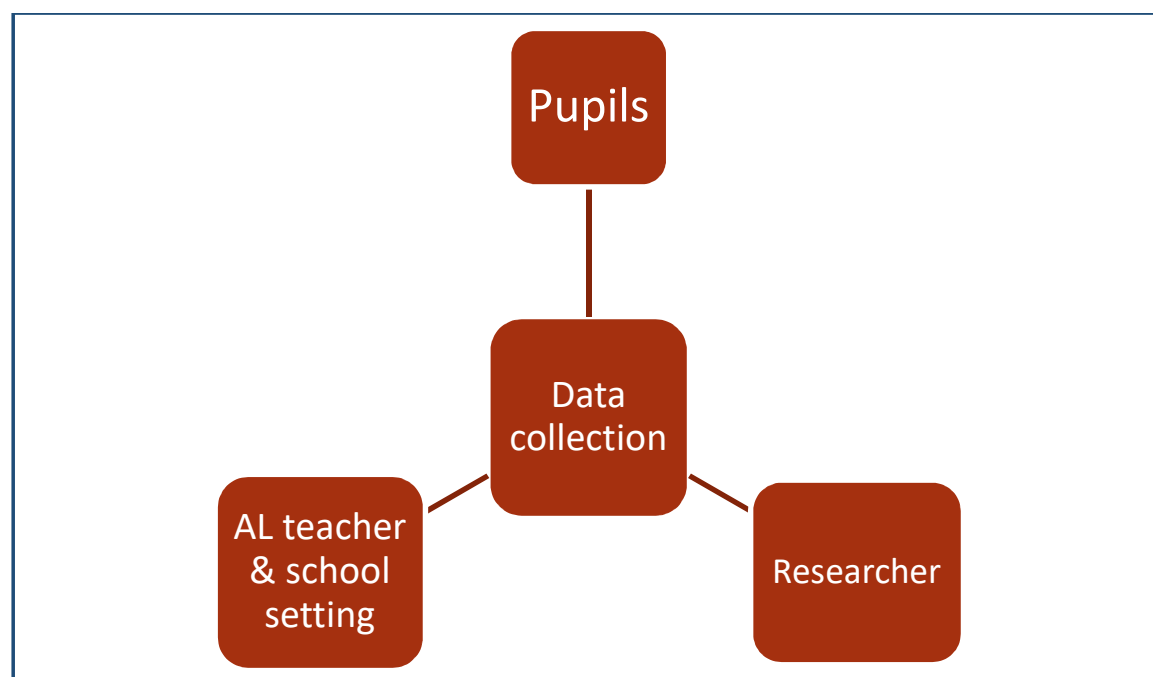 Pupils
Data
collection
AL teacher
& school
setting
Researcher